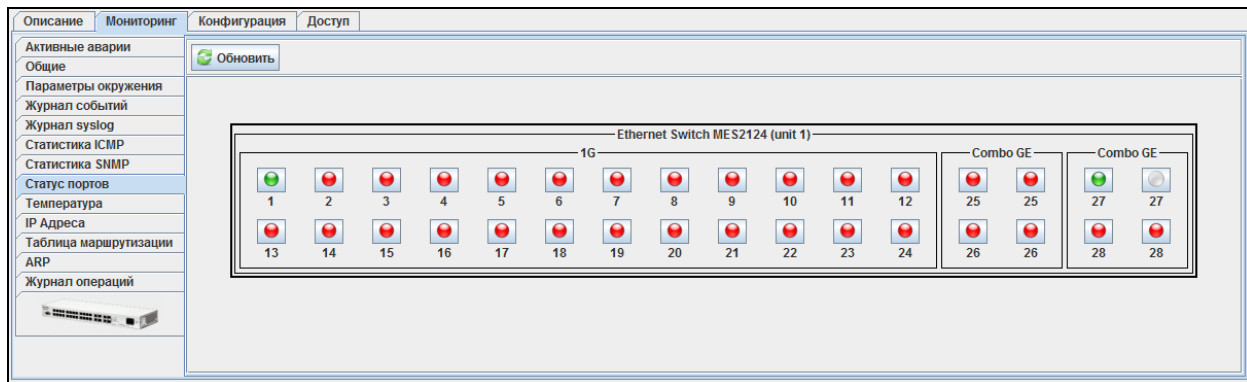 Описание Мониторинг Конфигурация Доступ
Активные аварии
Общие
Параметры окружения
Журнал событий
Журнал syslog
Статистика ICMP
Статистика SNMP
Статус портов
Температура
IP Адреса
Таблица маршрутизации
ARP
Журнал операций
Обновить
Ethernet Switch MES2124 (unit 1)
1G Combo GE Combo GE
1 2 3 4 5 6 7 8 9 10 11 12 25 25 27 27
13 14 15 16 17 18 19 20 21 22 23 24 26 26 28 28